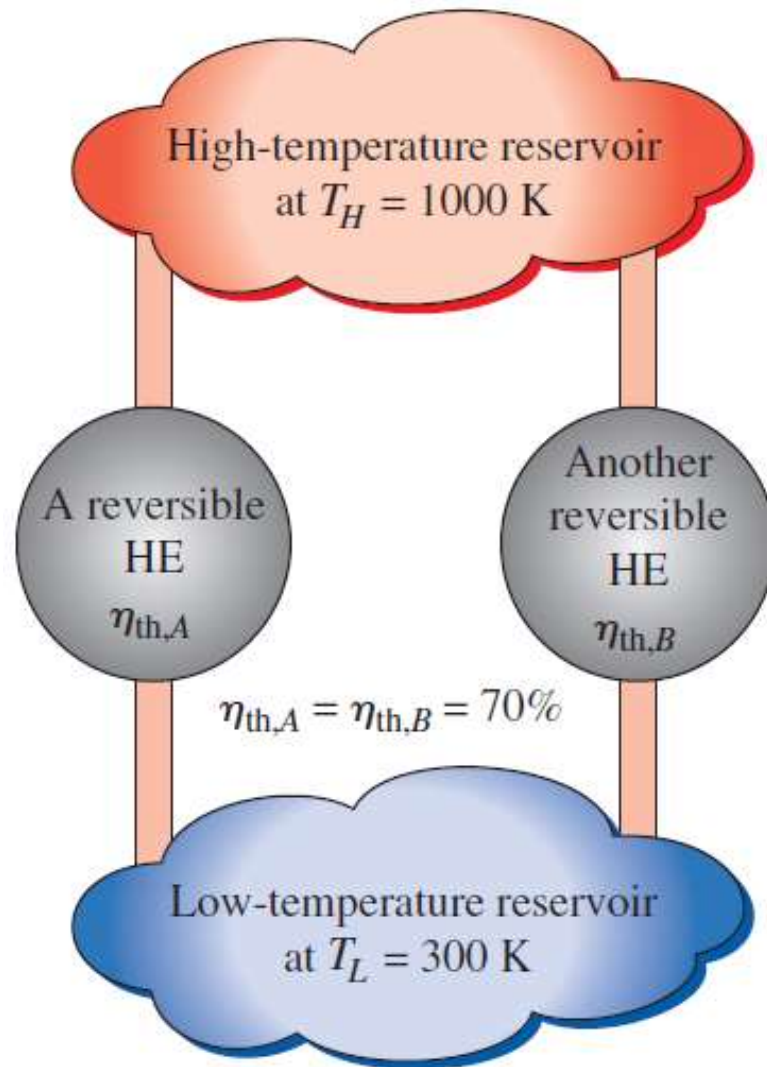 High-temperature reservoir
at T_H = 1000 K
A reversible
HE
η_th,A
Another
reversible
HE
η_th,B
η_th,A = η_th,B = 70%
Low-temperature reservoir
at T_L = 300 K